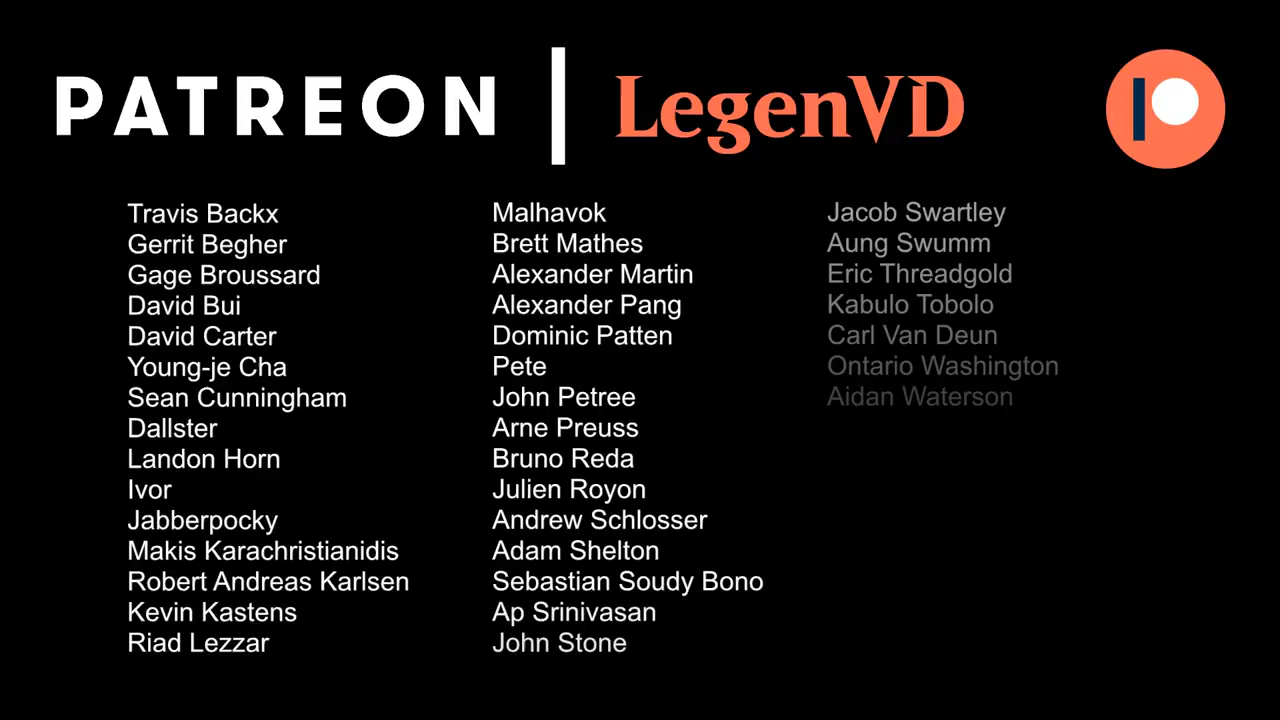 PATREON | LegenVD
Travis Backx
Gerrit Begher
Gage Broussard
David Bui
David Carter
Young-je Cha
Sean Cunningham
Dallster
Landon Horn
Ivor
Jabberpocky
Makis Karachristianidis
Robert Andreas Karlsen
Kevin Kastens
Riad Lezzar
Malhavok
Brett Mathes
Alexander Martin
Alexander Pang
Dominic Patten
Pete
John Petree
Arne Preuss
Bruno Reda
Julien Royon
Andrew Schlosser
Adam Shelton
Sebastian Soudy Bono
Ap Srinivasan
John Stone
Jacob Swartley
Aung Swumm
Eric Threadgold
Kabulo Tobolo
Carl Van Deun
Ontario Washington
Aidan Waterson